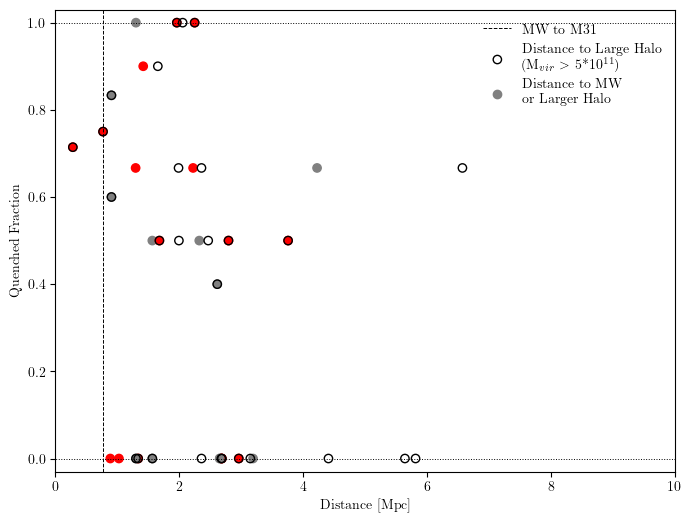 1.0
0.8
0.6
0.4
0.2
0.0
Quenched Fraction
0
2
4
6
8
10
Distance [Mpc]
MW to M31
Distance to Large Halo
(M_{vir} > 5*10^{11})
Distance to MW
or Larger Halo